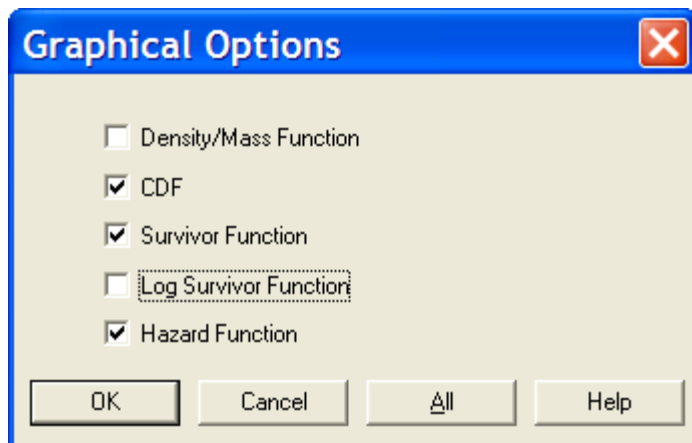 Graphical Options
Density/Mass Function
CDF
Survivor Function
Log Survivor Function
Hazard Function
OK Cancel All Help